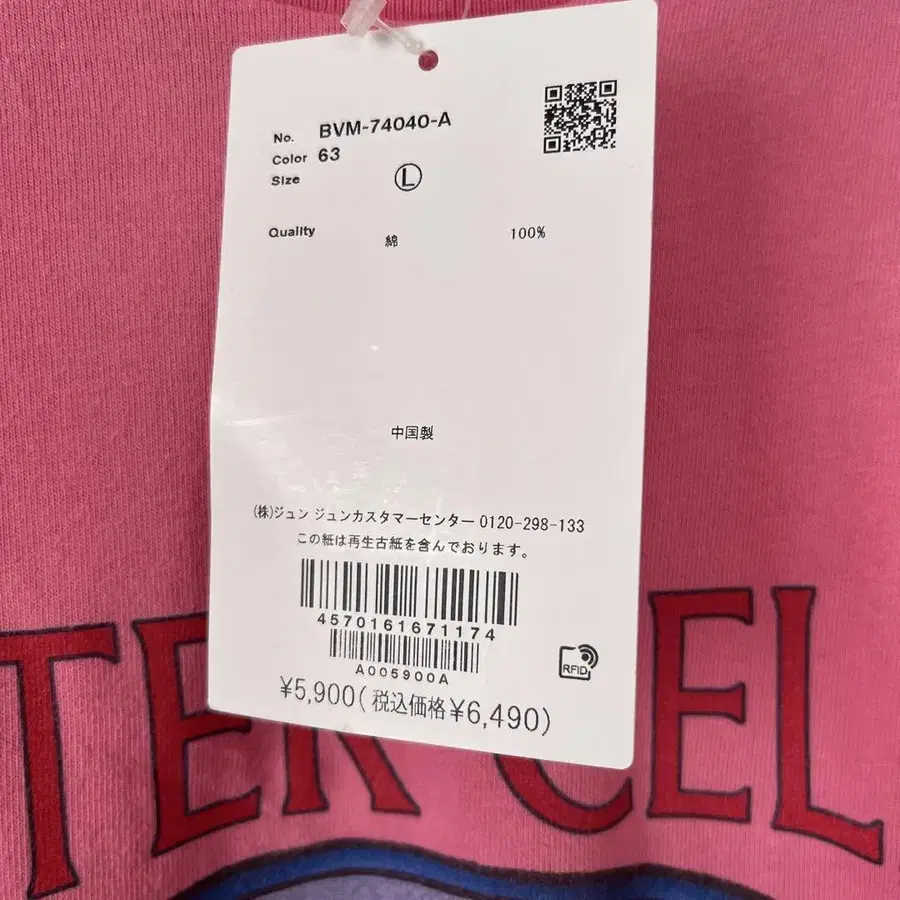 No. BVM-74040-A
Color 63
Size Ⓛ
Quality 綿 100%
中国製
(株)ジュン ジュンカスタマーセンター 0120-298-133
この紙は再生古紙を含んでおります。
4570161671174
A005900A
RFID
¥5,900(税込価格¥6,490)
TER CEL